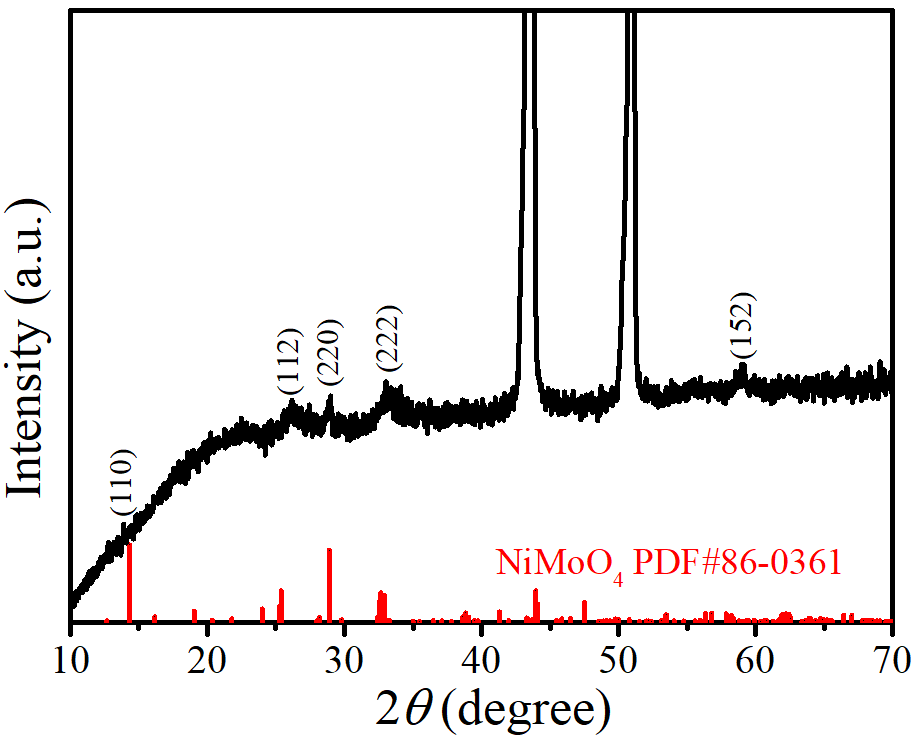 Intensity (a.u.)
(110)
(112)
(220)
(222)
(152)
NiMoO₄ PDF#86-0361
10 20 30 40 50 60 70
2θ (degree)